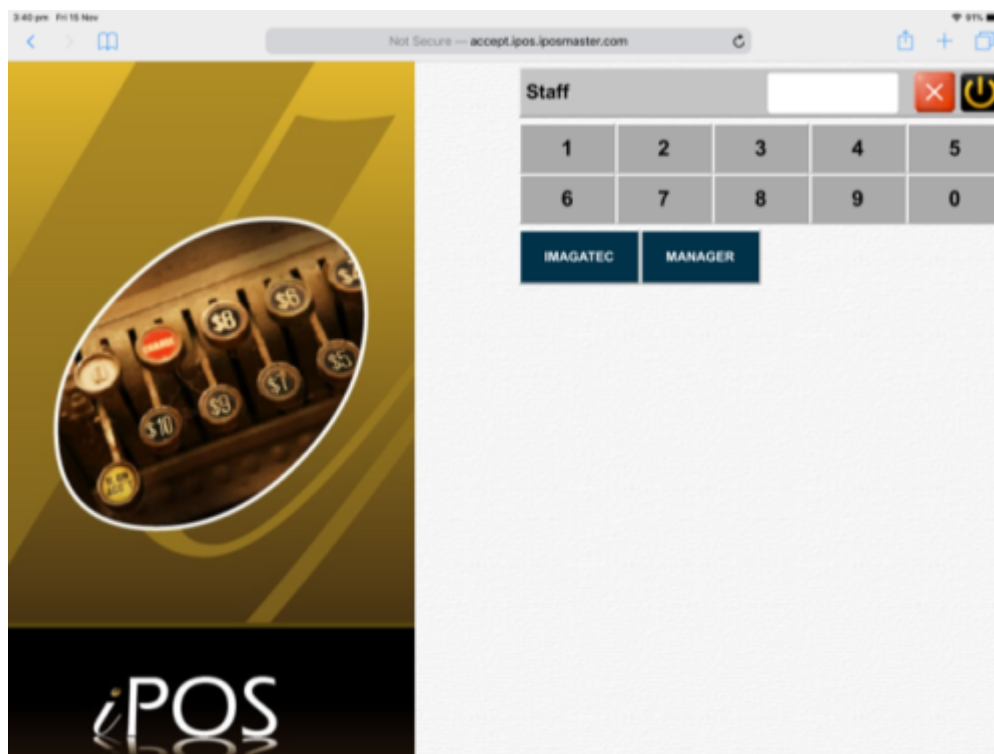 3:40 pm Fri 15 Nov
91%
Not Secure — accept.ipos.iposmaster.com
Staff
1 2 3 4 5
6 7 8 9 0
IMAGATEC MANAGER
$8
$6
$10
$9
$7
$5
iPOS